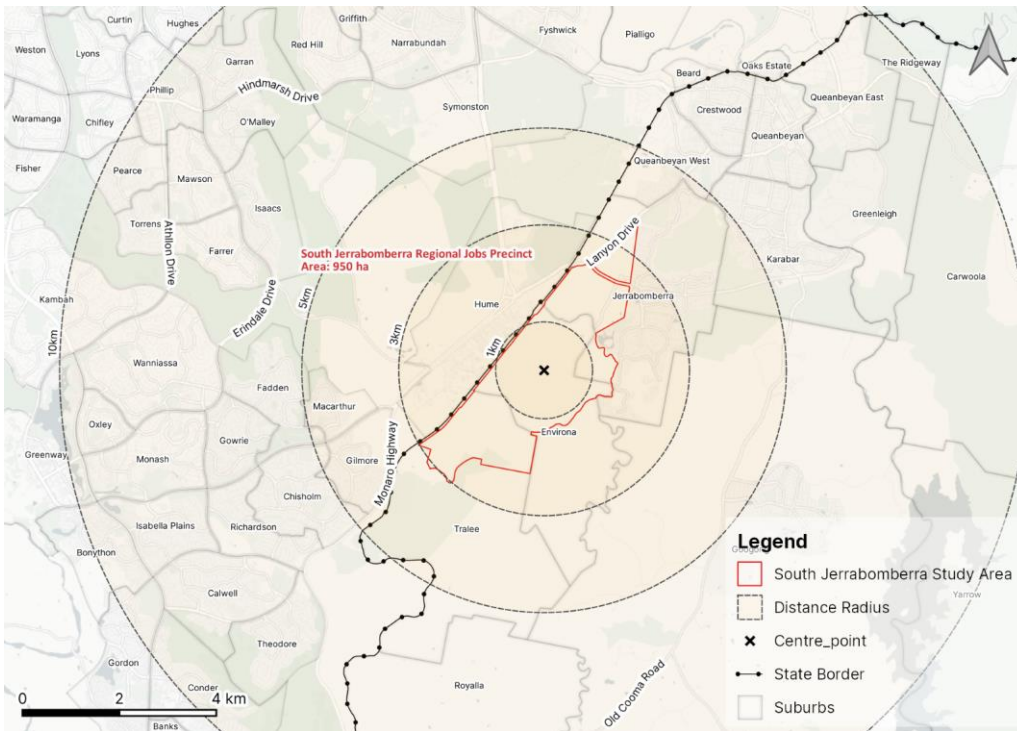 Curtin
Hughes
Griffith
Fyshwick
Pialligo
Weston
Lyons
Garran
Red Hill
Narrabundah
Oaks Estate
The Ridgeway
N
Beard
Phillip
Hindmarsh Drive
Symonston
Crestwood
Queanbeyan East
Waramanga
Chifley
O'Malley
Queanbeyan
Fisher
Pearce
Mawson
Queanbeyan West
Isaacs
Torrens
Athllon Drive
Farrer
Greenleigh
Lanyon Drive
South Jerrabomberra Regional Jobs Precinct
Area: 950 ha
Karabar
Carwoola
Kambah
Erindale Drive
5km
Hume
Jerrabomberra
10km
3km
1km
Wanniassa
Fadden
Macarthur
Oxley
Gowrie
Environa
Greenway
Monash
Gilmore
Monaro Highway
Chisholm
Isabella Plains
Richardson
Tralee
Bonython
Calwell
Theodore
Gordon
Conder
Banks
Royalla
Old Cooma Road
0 2 4 km
Legend
South Jerrabomberra Study Area
Yarrow
Distance Radius
Centre_point
State Border
Suburbs